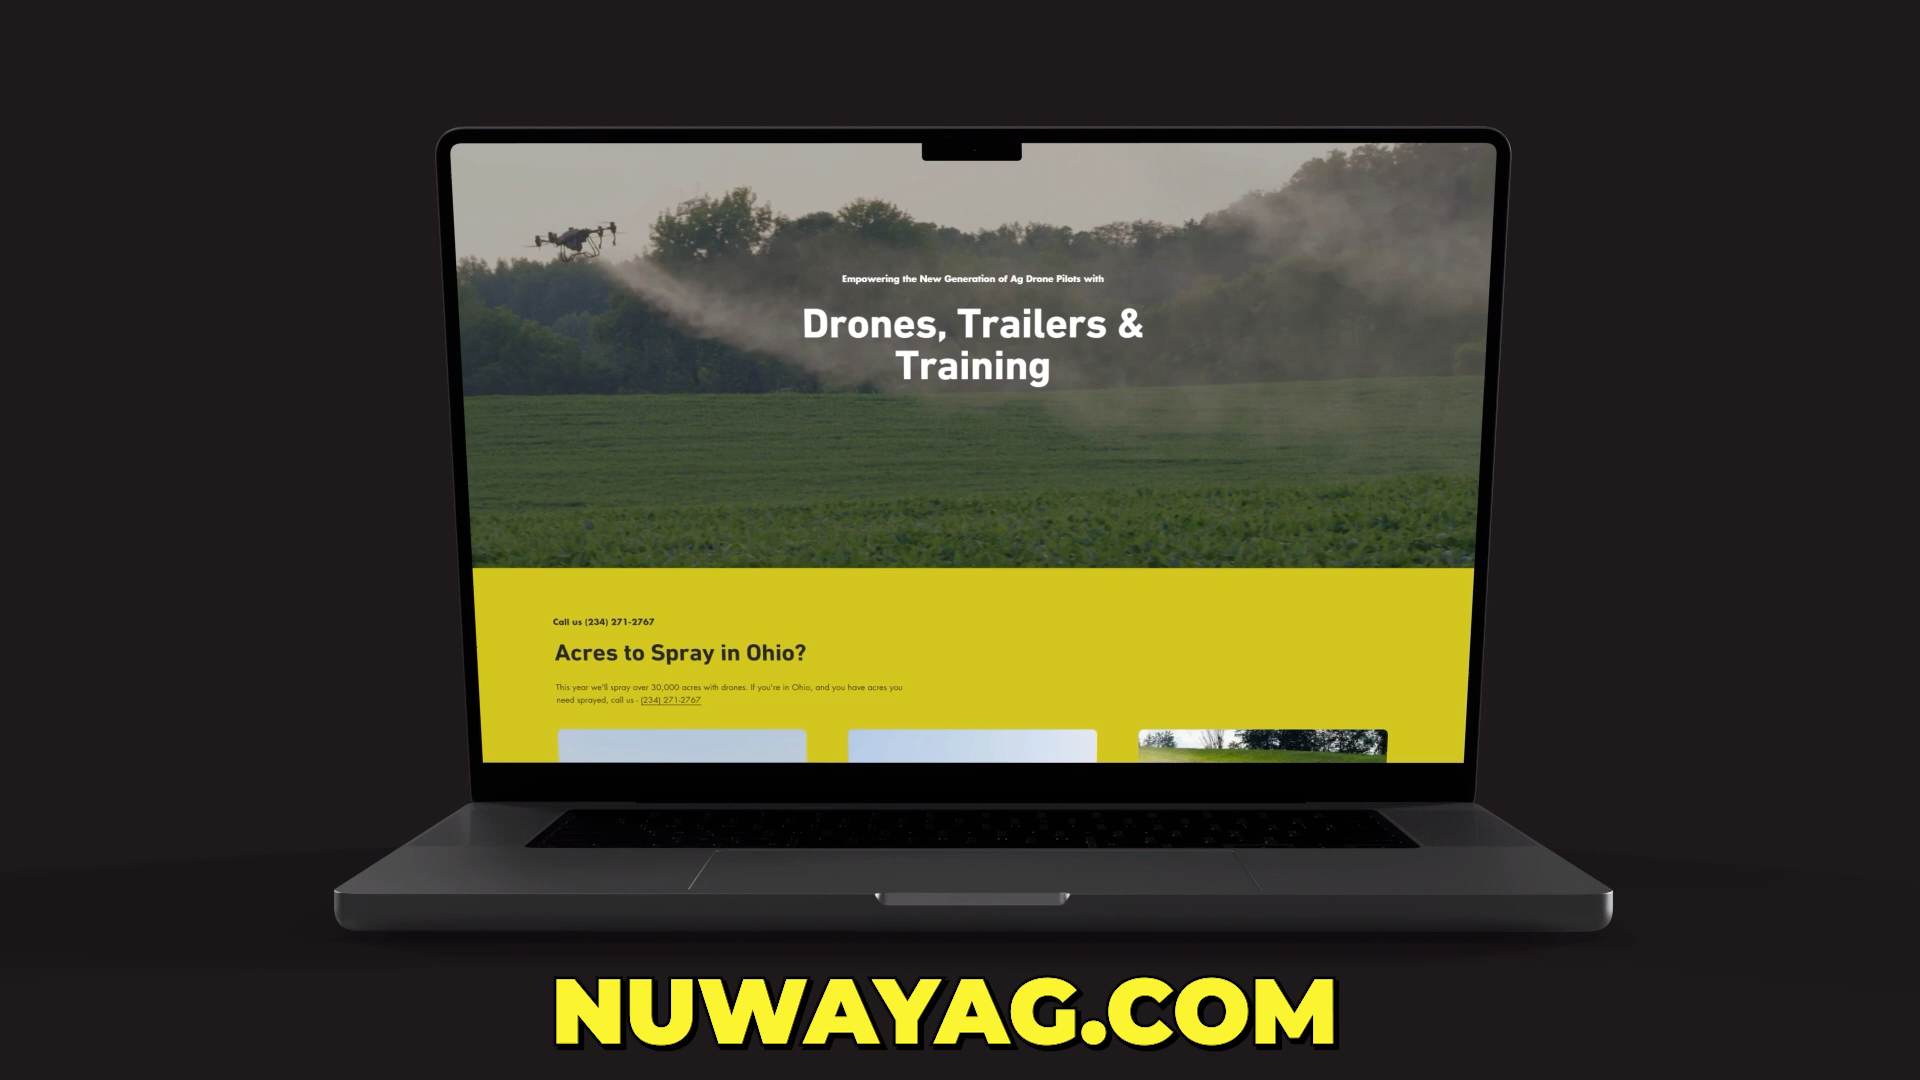 Empowering the New Generation of Ag Drone Pilots with
Drones, Trailers &
Training
Call us (234) 271-2767
Acres to Spray in Ohio?
This year we'll spray over 30,000 acres with drones. If you're in Ohio, and you have acres you
need sprayed, call us - (234) 271-2767
NUWAYAG.COM